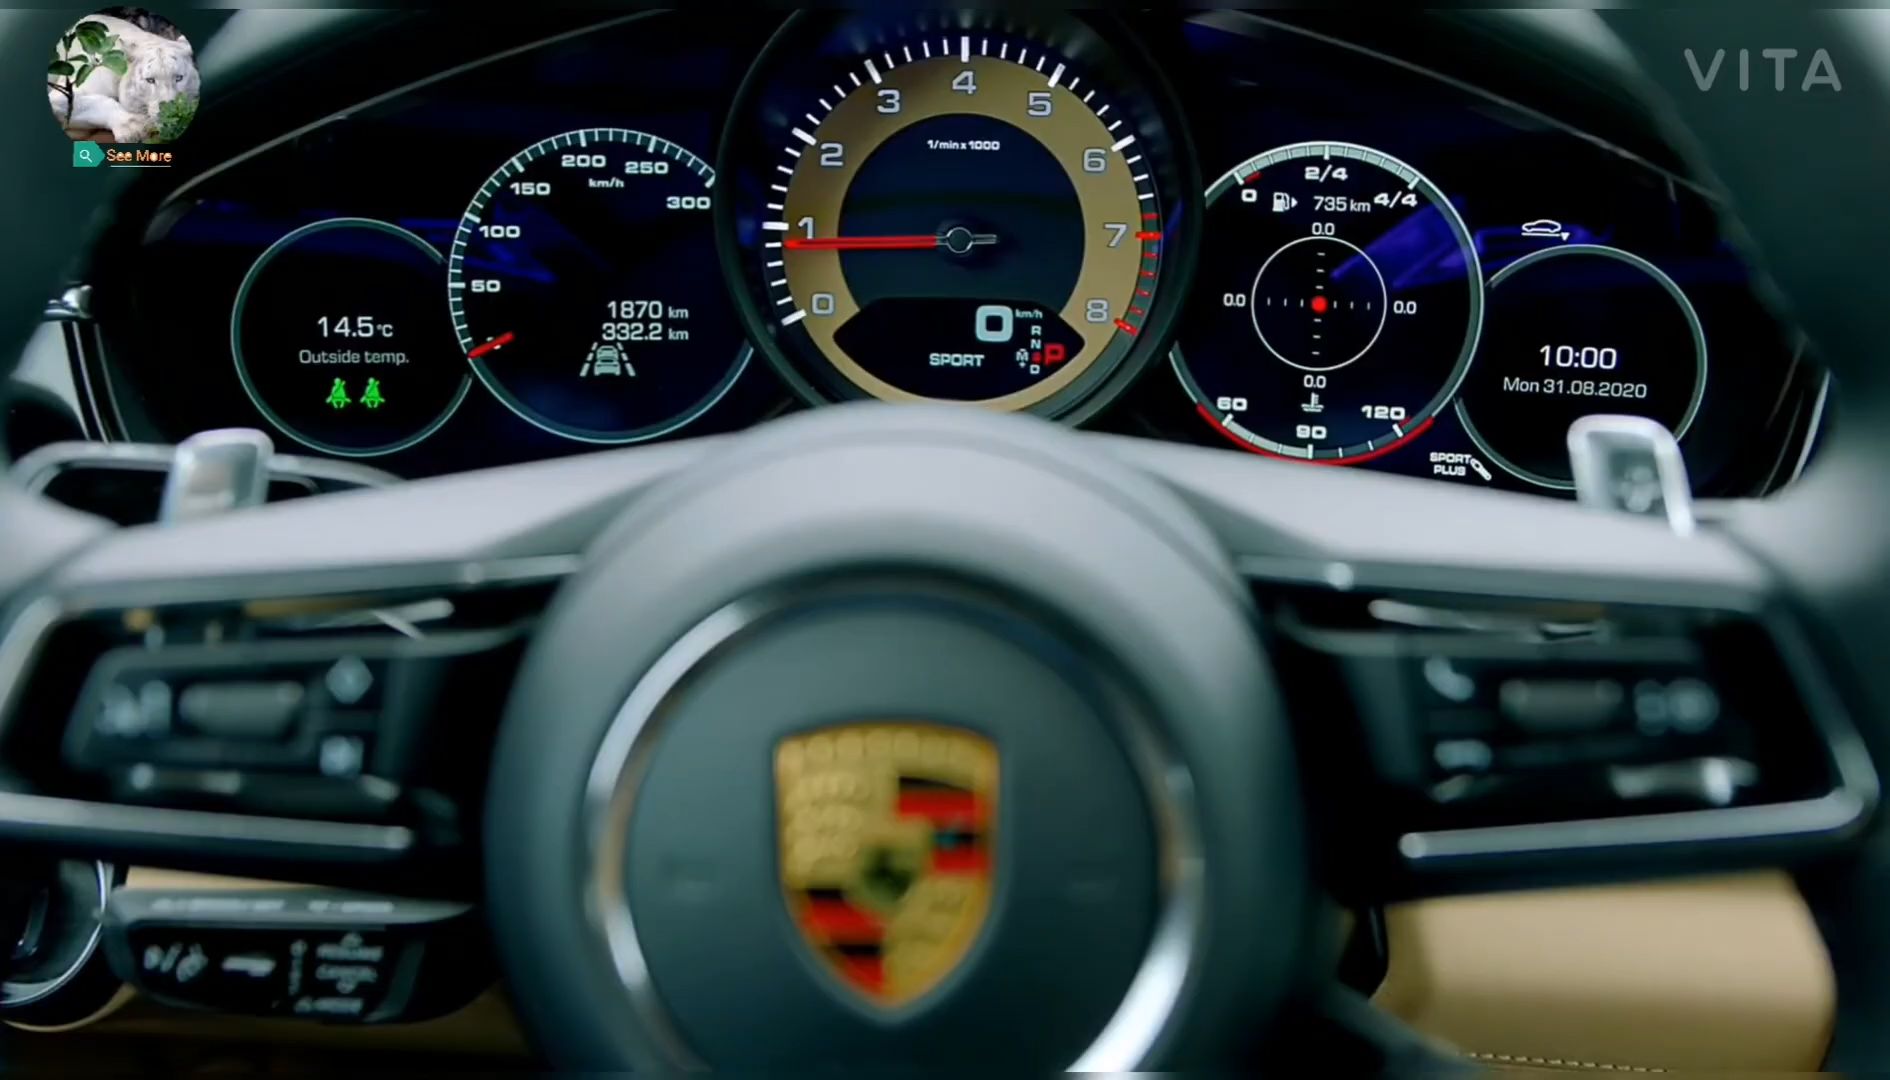 VITA
See More
14.5°C
Outside temp.
50
100
150
200
250
300
km/h
1870 km
332.2 km
0
1
2
3
4
5
6
7
8
1/min x 1000
0 km/h
SPORT
R
N
M
P
D
0
2/4
4/4
735 km
0.0
0.0
0.0
0.0
60
90
120
SPORT
PLUS
10:00
Mon 31.08.2020
CANCEL